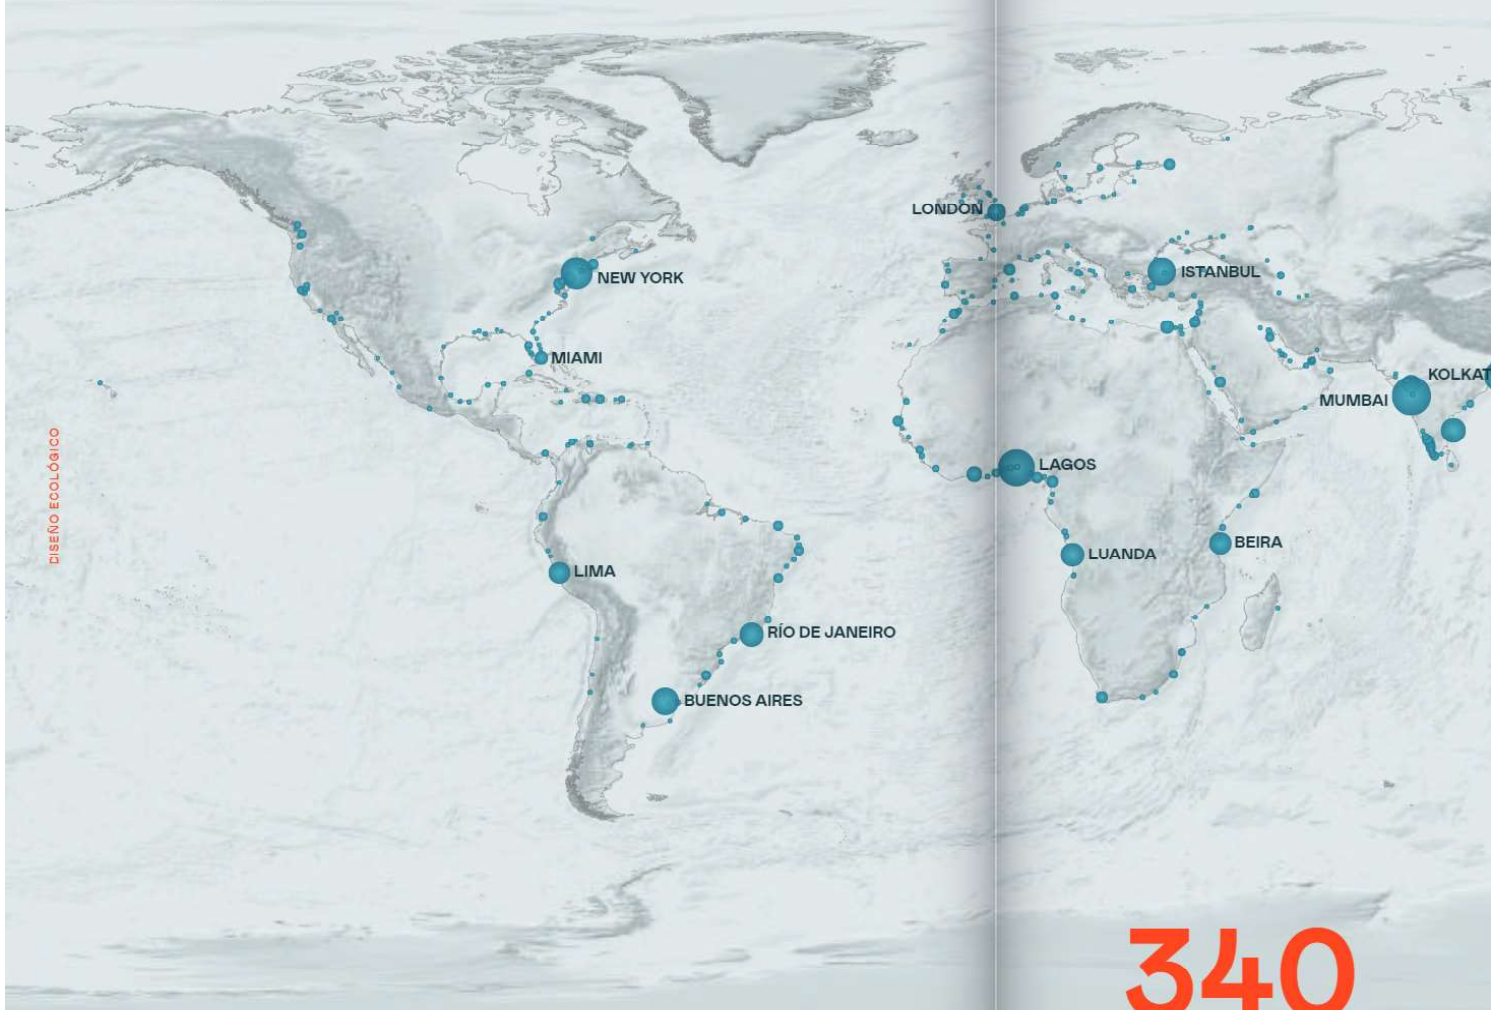 LONDON
NEW YORK
ISTANBUL
MIAMI
KOLKAT
MUMBAI
DISEÑO ECOLÓGICO
LAGOS
LUANDA
BEIRA
LIMA
RÍO DE JANEIRO
BUENOS AIRES
340